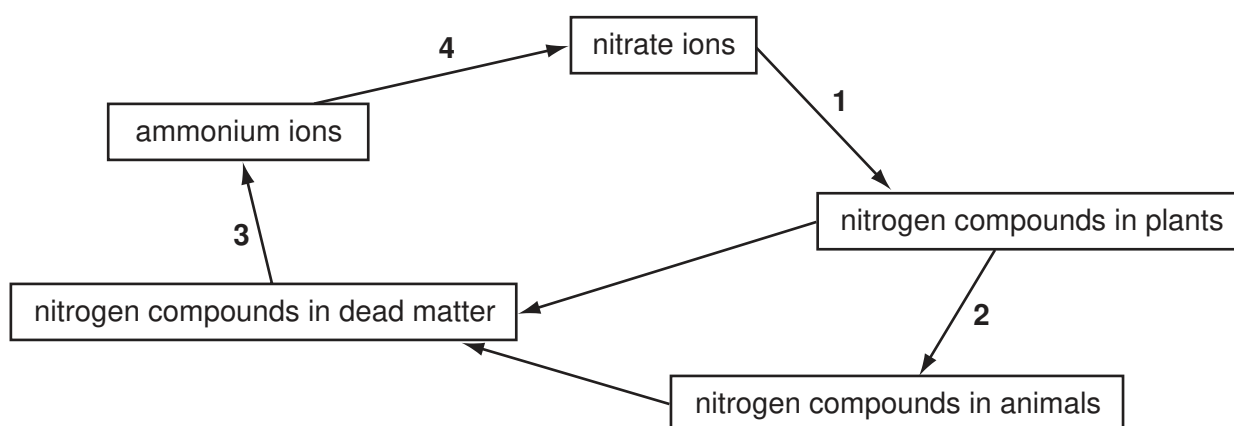 4
nitrate ions
1
ammonium ions
3
nitrogen compounds in plants
nitrogen compounds in dead matter
2
nitrogen compounds in animals